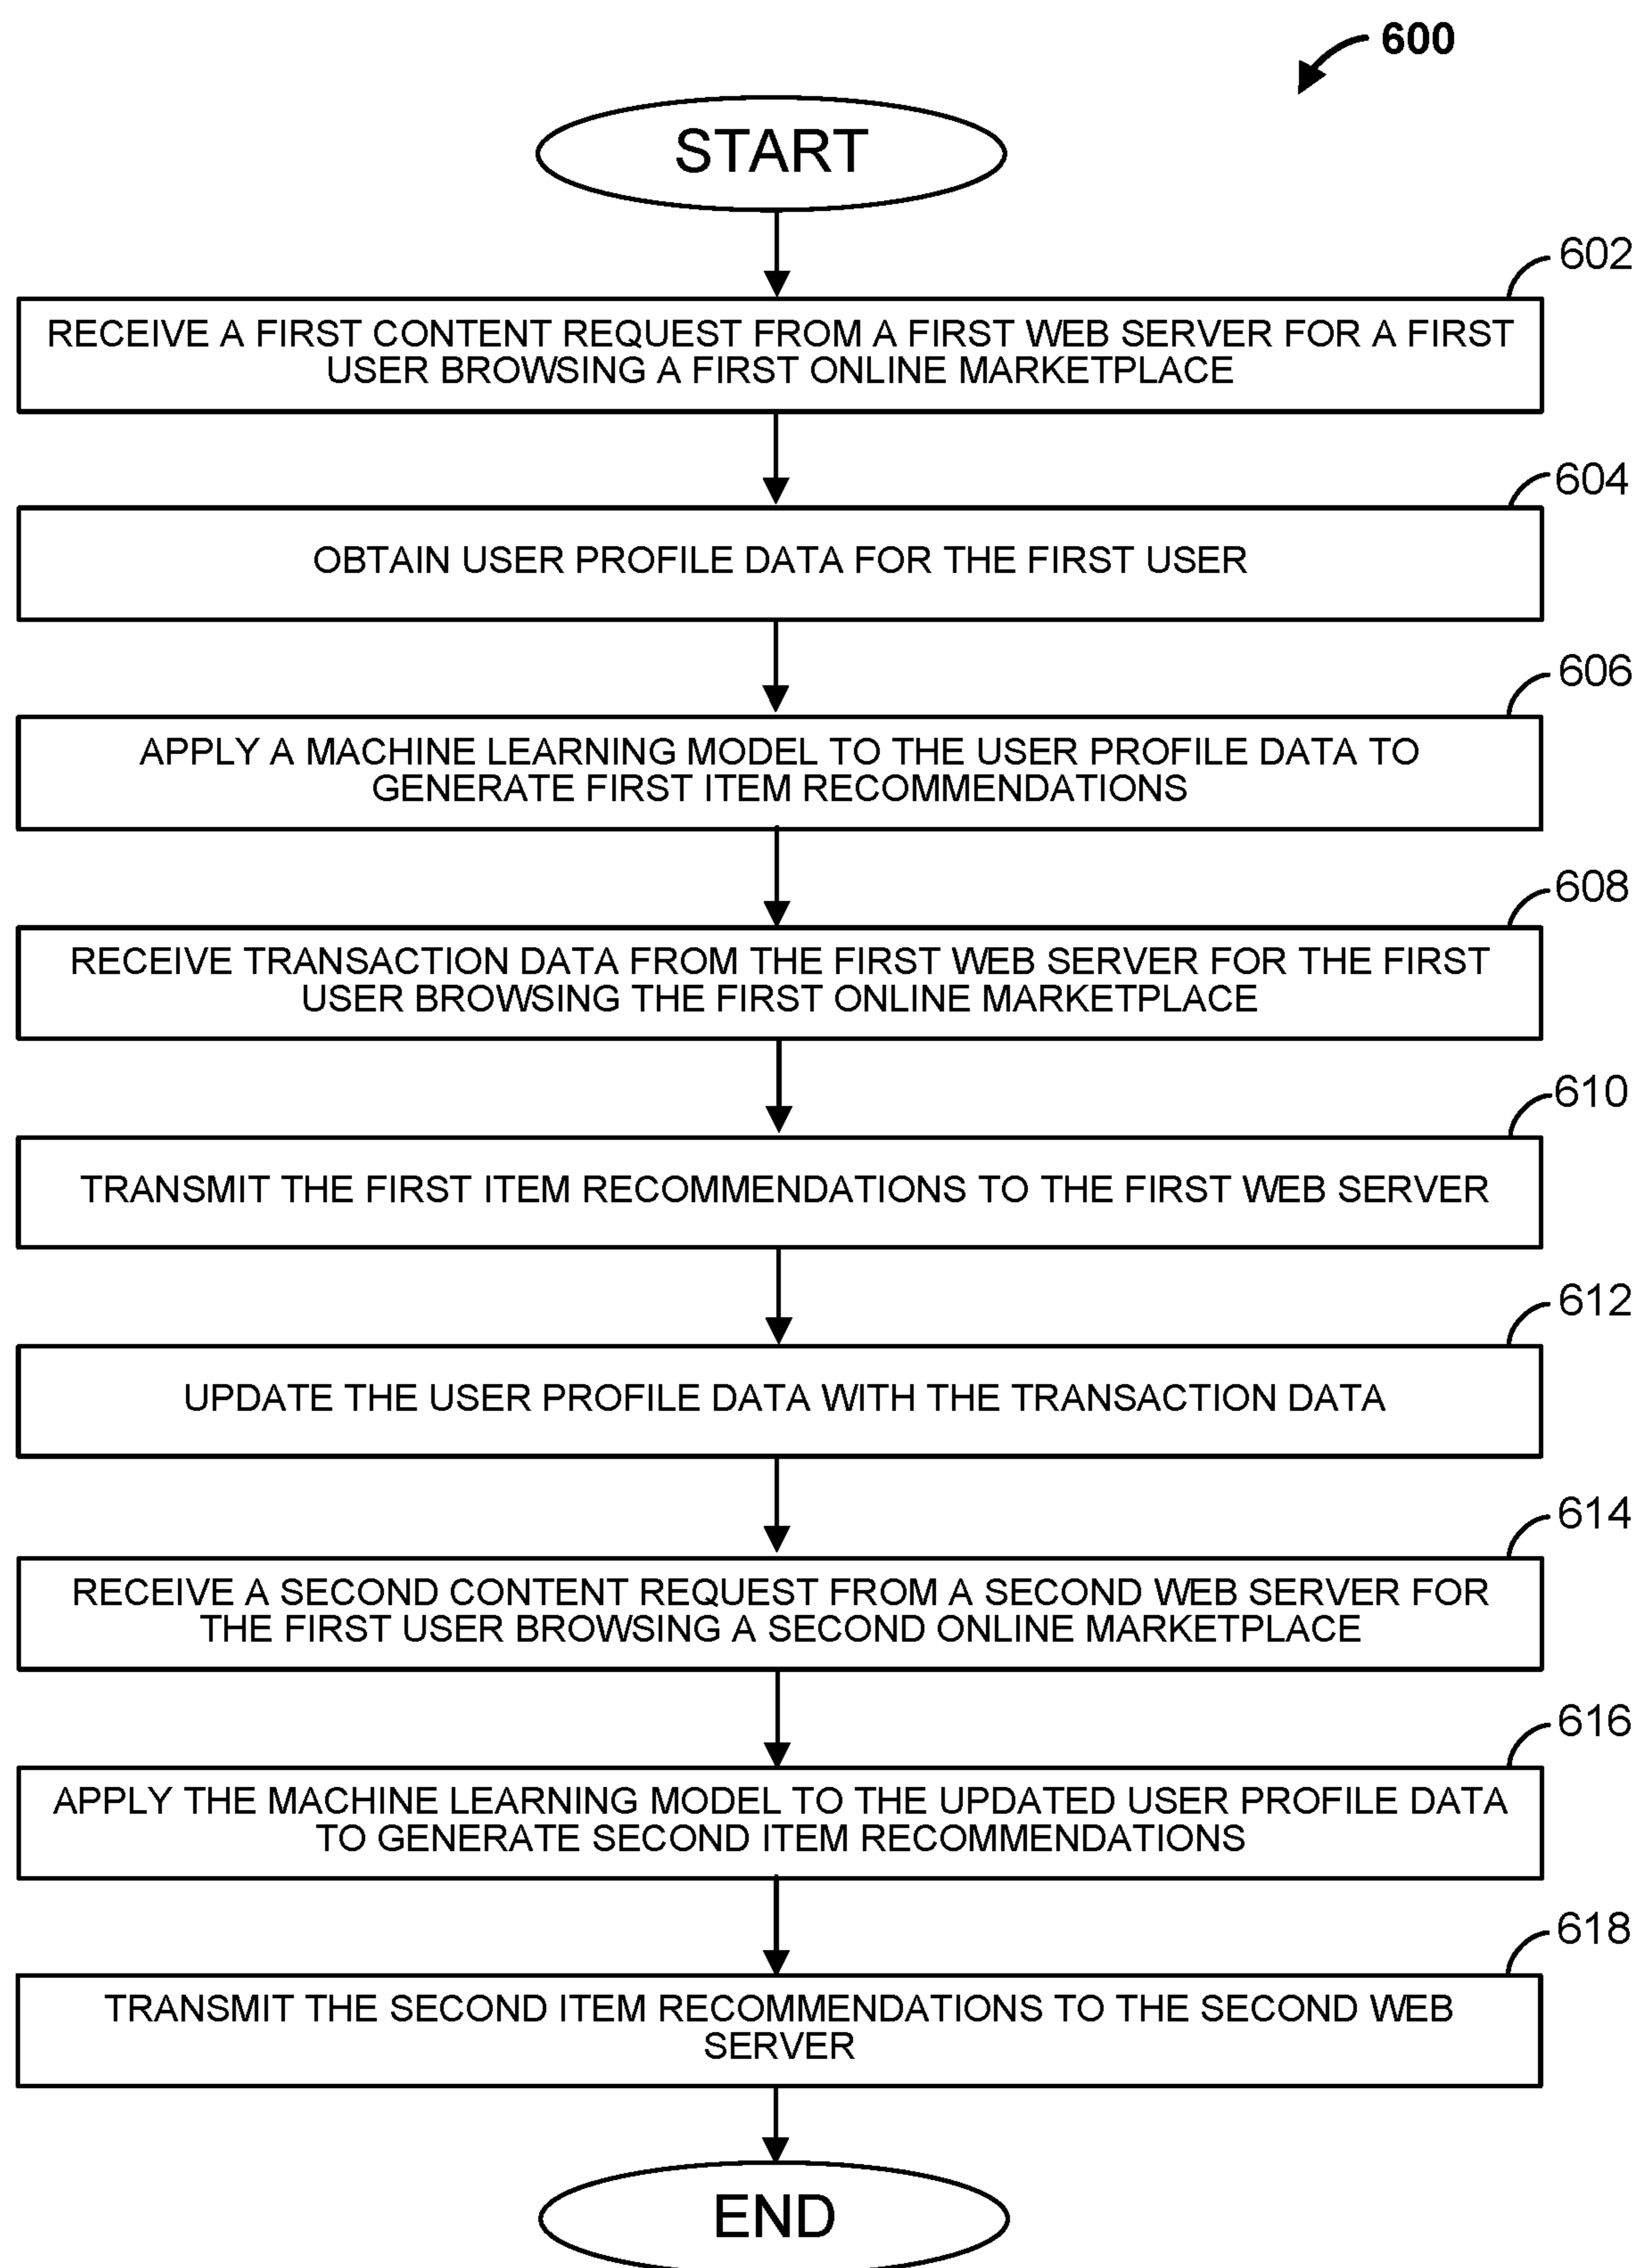 600
START
602
RECEIVE A FIRST CONTENT REQUEST FROM A FIRST WEB SERVER FOR A FIRST
USER BROWSING A FIRST ONLINE MARKETPLACE
604
OBTAIN USER PROFILE DATA FOR THE FIRST USER
606
APPLY A MACHINE LEARNING MODEL TO THE USER PROFILE DATA TO
GENERATE FIRST ITEM RECOMMENDATIONS
608
RECEIVE TRANSACTION DATA FROM THE FIRST WEB SERVER FOR THE FIRST
USER BROWSING THE FIRST ONLINE MARKETPLACE
610
TRANSMIT THE FIRST ITEM RECOMMENDATIONS TO THE FIRST WEB SERVER
612
UPDATE THE USER PROFILE DATA WITH THE TRANSACTION DATA
614
RECEIVE A SECOND CONTENT REQUEST FROM A SECOND WEB SERVER FOR
THE FIRST USER BROWSING A SECOND ONLINE MARKETPLACE
616
APPLY THE MACHINE LEARNING MODEL TO THE UPDATED USER PROFILE DATA
TO GENERATE SECOND ITEM RECOMMENDATIONS
618
TRANSMIT THE SECOND ITEM RECOMMENDATIONS TO THE SECOND WEB
SERVER
END